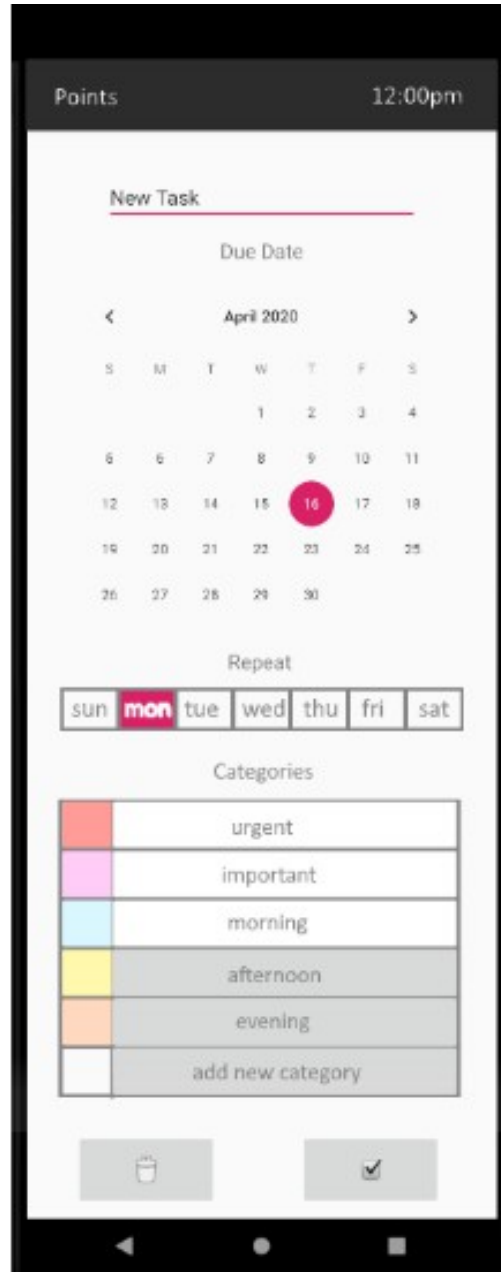 Points 12:00pm
New Task
Due Date
< April 2020 >
S M T W T F S
1 2 3 4
5 6 7 8 9 10 11
12 13 14 15 16 17 18
19 20 21 22 23 24 25
26 27 28 29 30
Repeat
sun mon tue wed thu fri sat
Categories
urgent
important
morning
afternoon
evening
add new category